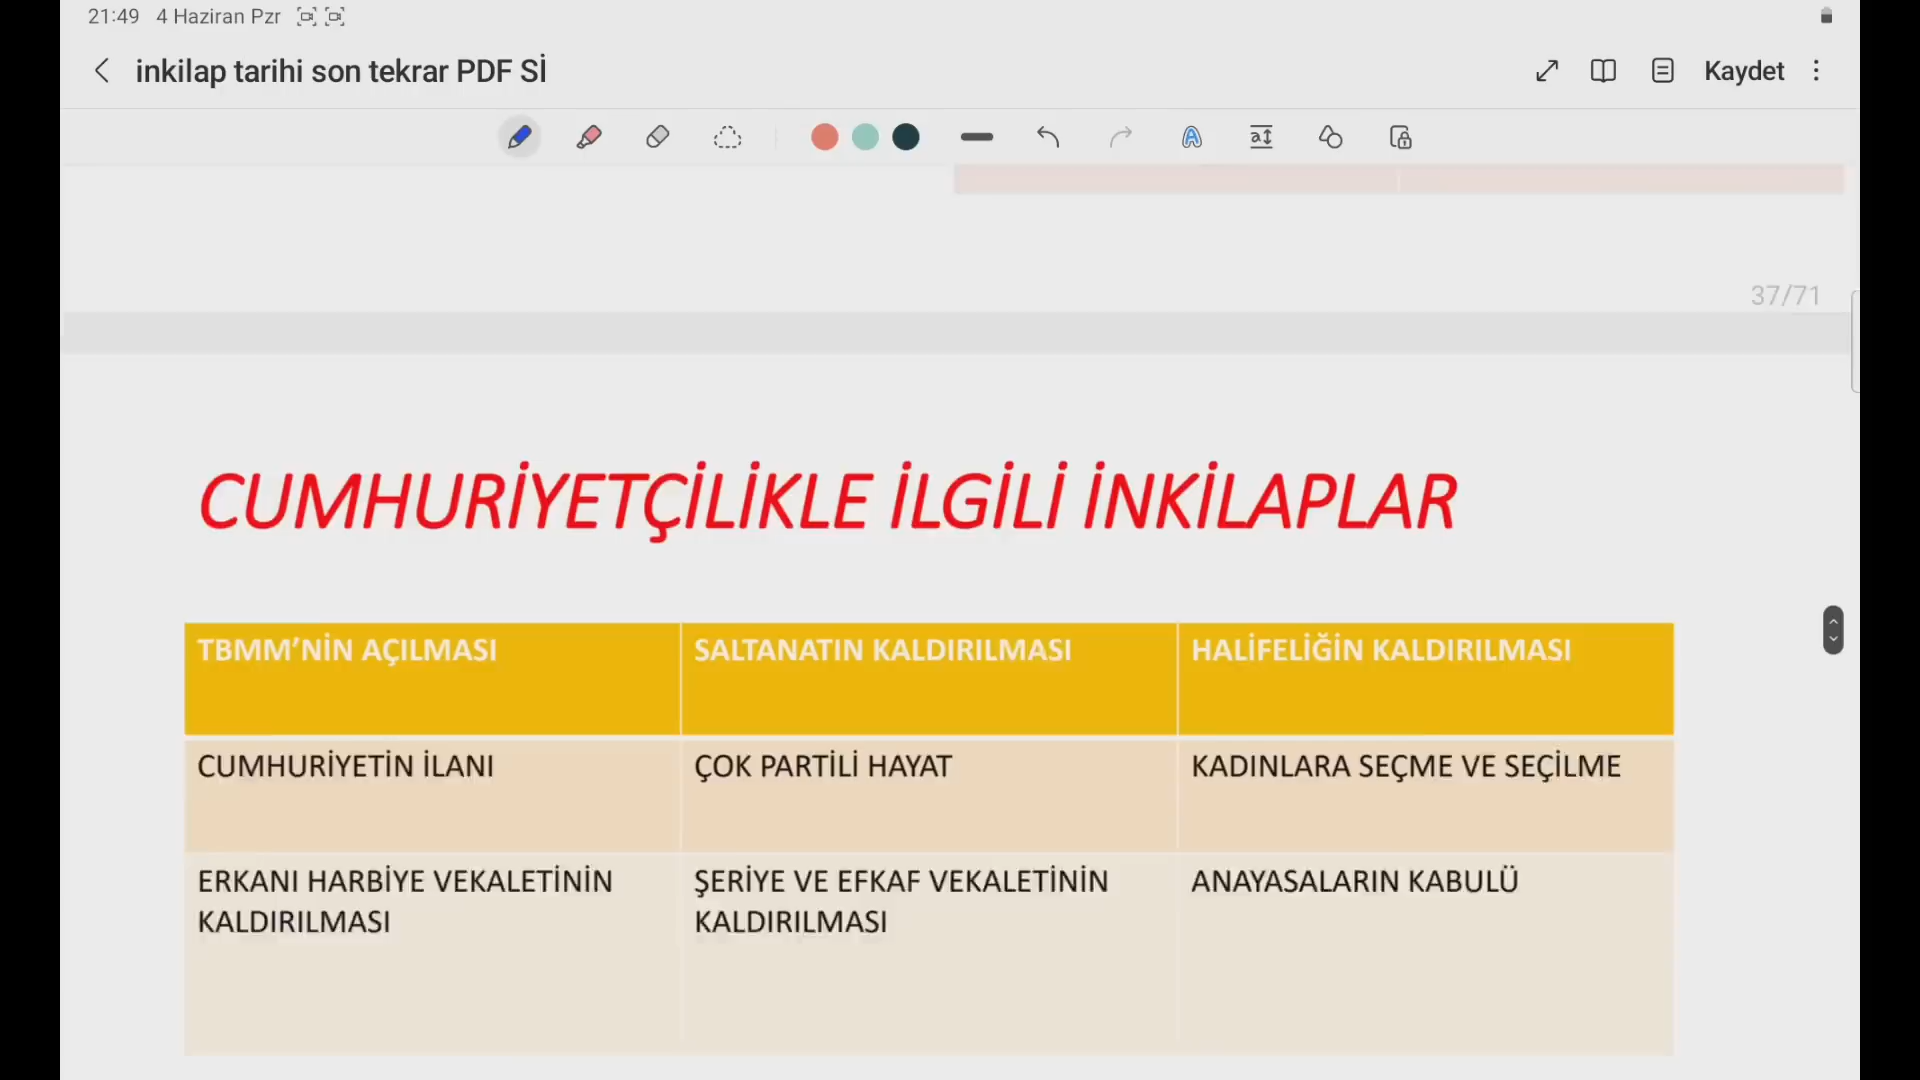 21:49 4 Haziran Pzr
inkilap tarihi son tekrar PDF Sİ
Kaydet
37/71
CUMHURİYETÇİLİKLE İLGİLİ İNKİLAPLAR
TBMM’NİN AÇILMASI
SALTANATIN KALDIRILMASI
HALİFELİĞİN KALDIRILMASI
CUMHURİYETİN İLANI
ÇOK PARTİLİ HAYAT
KADINLARA SEÇME VE SEÇİLME
ERKANI HARBİYE VEKALETİNİN
KALDIRILMASI
ŞERİYE VE EFKAF VEKALETİNİN
KALDIRILMASI
ANAYASALARIN KABULÜ